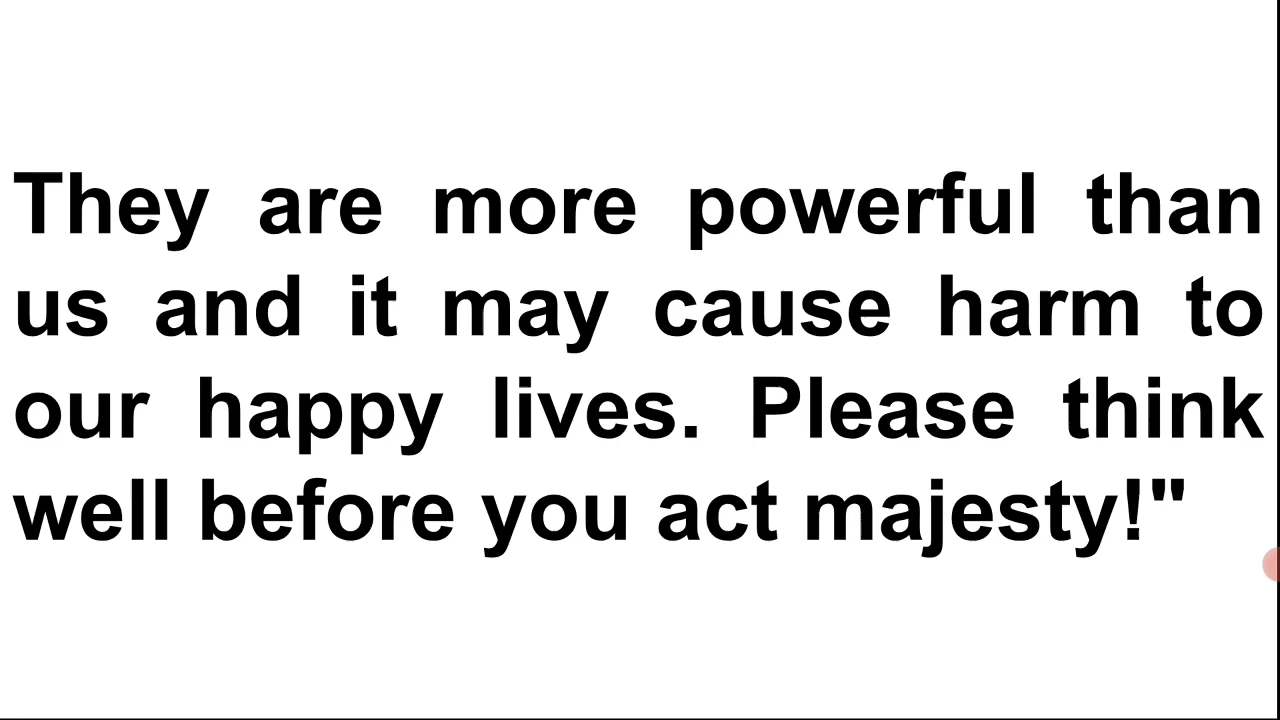 They are more powerful than
us and it may cause harm to
our happy lives. Please think
well before you act majesty!"